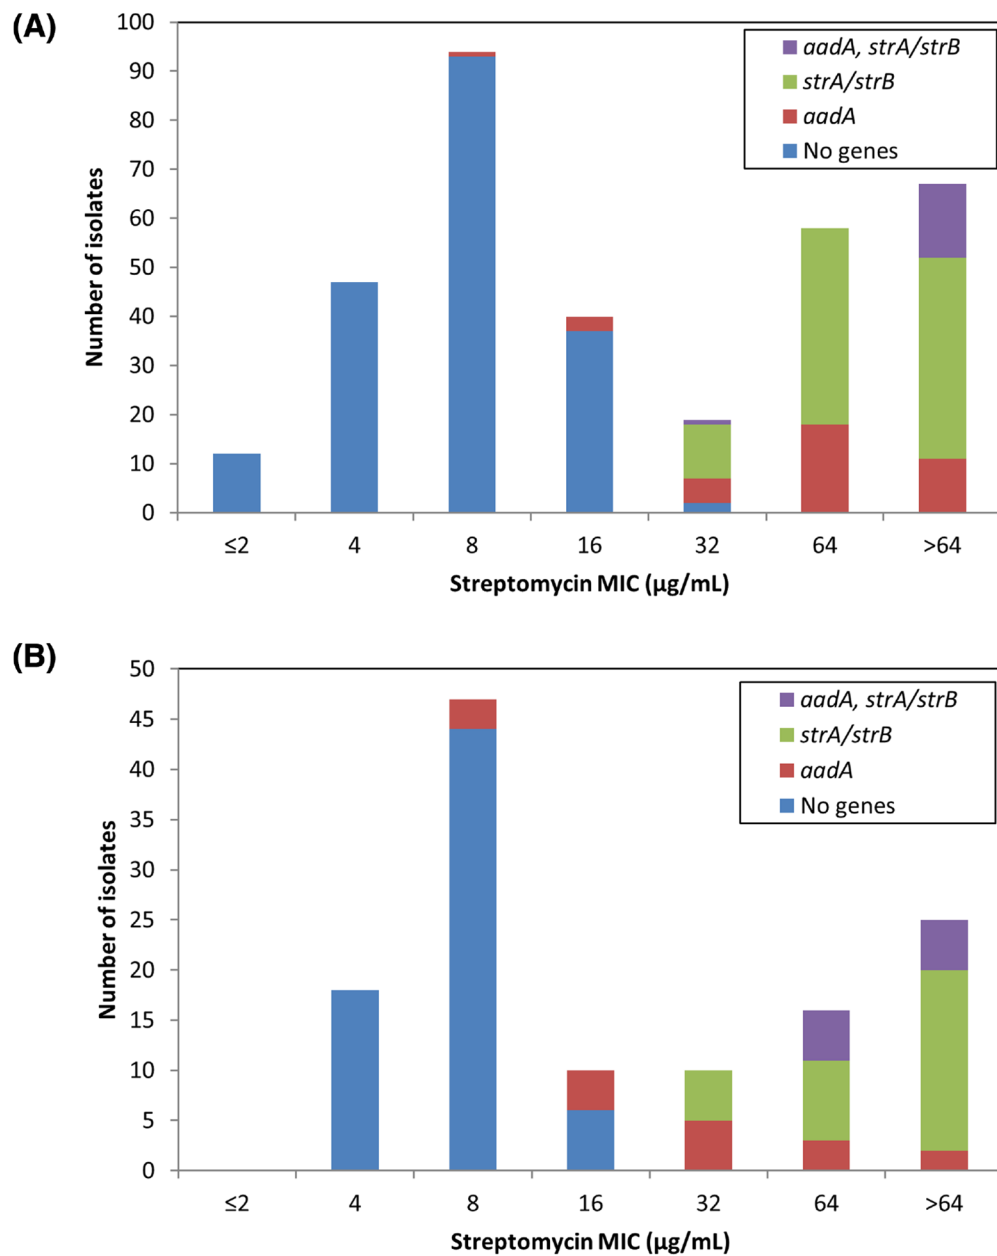 (A)
100
90
80
70
60
50
40
30
20
10
0
Number of isolates
aadA, strA/strB
strA/strB
aadA
No genes
≤2 4 8 16 32 64 >64
Streptomycin MIC (µg/mL)
(B)
50
45
40
35
30
25
20
15
10
5
0
Number of isolates
aadA, strA/strB
strA/strB
aadA
No genes
≤2 4 8 16 32 64 >64
Streptomycin MIC (µg/mL)